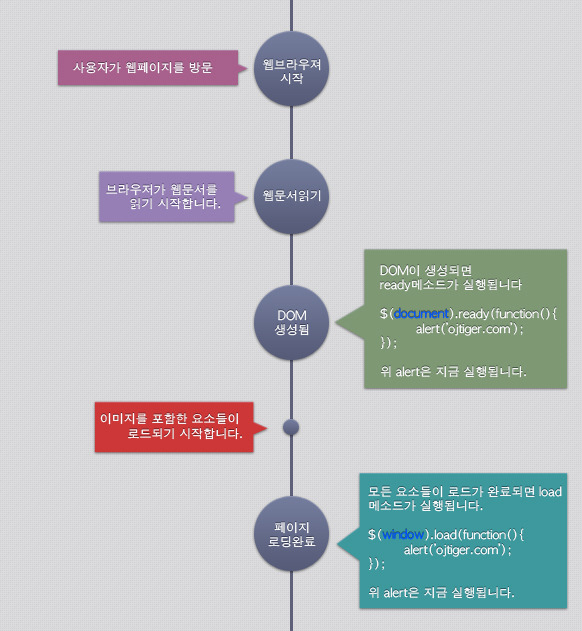 사용자가 웹페이지를 방문
웹브라우져
시작
브라우저가 웹문서를
읽기 시작합니다.
웹문서읽기
DOM
생성됨
DOM이 생성되면
ready메소드가 실행됩니다
$(document).ready(function(){
alert('ojtiger.com');
});
위 alert은 지금 실행됩니다.
이미지를 포함한 요소들이
로드되기 시작합니다.
페이지
로딩완료
모든 요소들이 로드가 완료되면 load
메소드가 실행됩니다.
$(window).load(function(){
alert('ojtiger.com');
});
위 alert은 지금 실행됩니다.